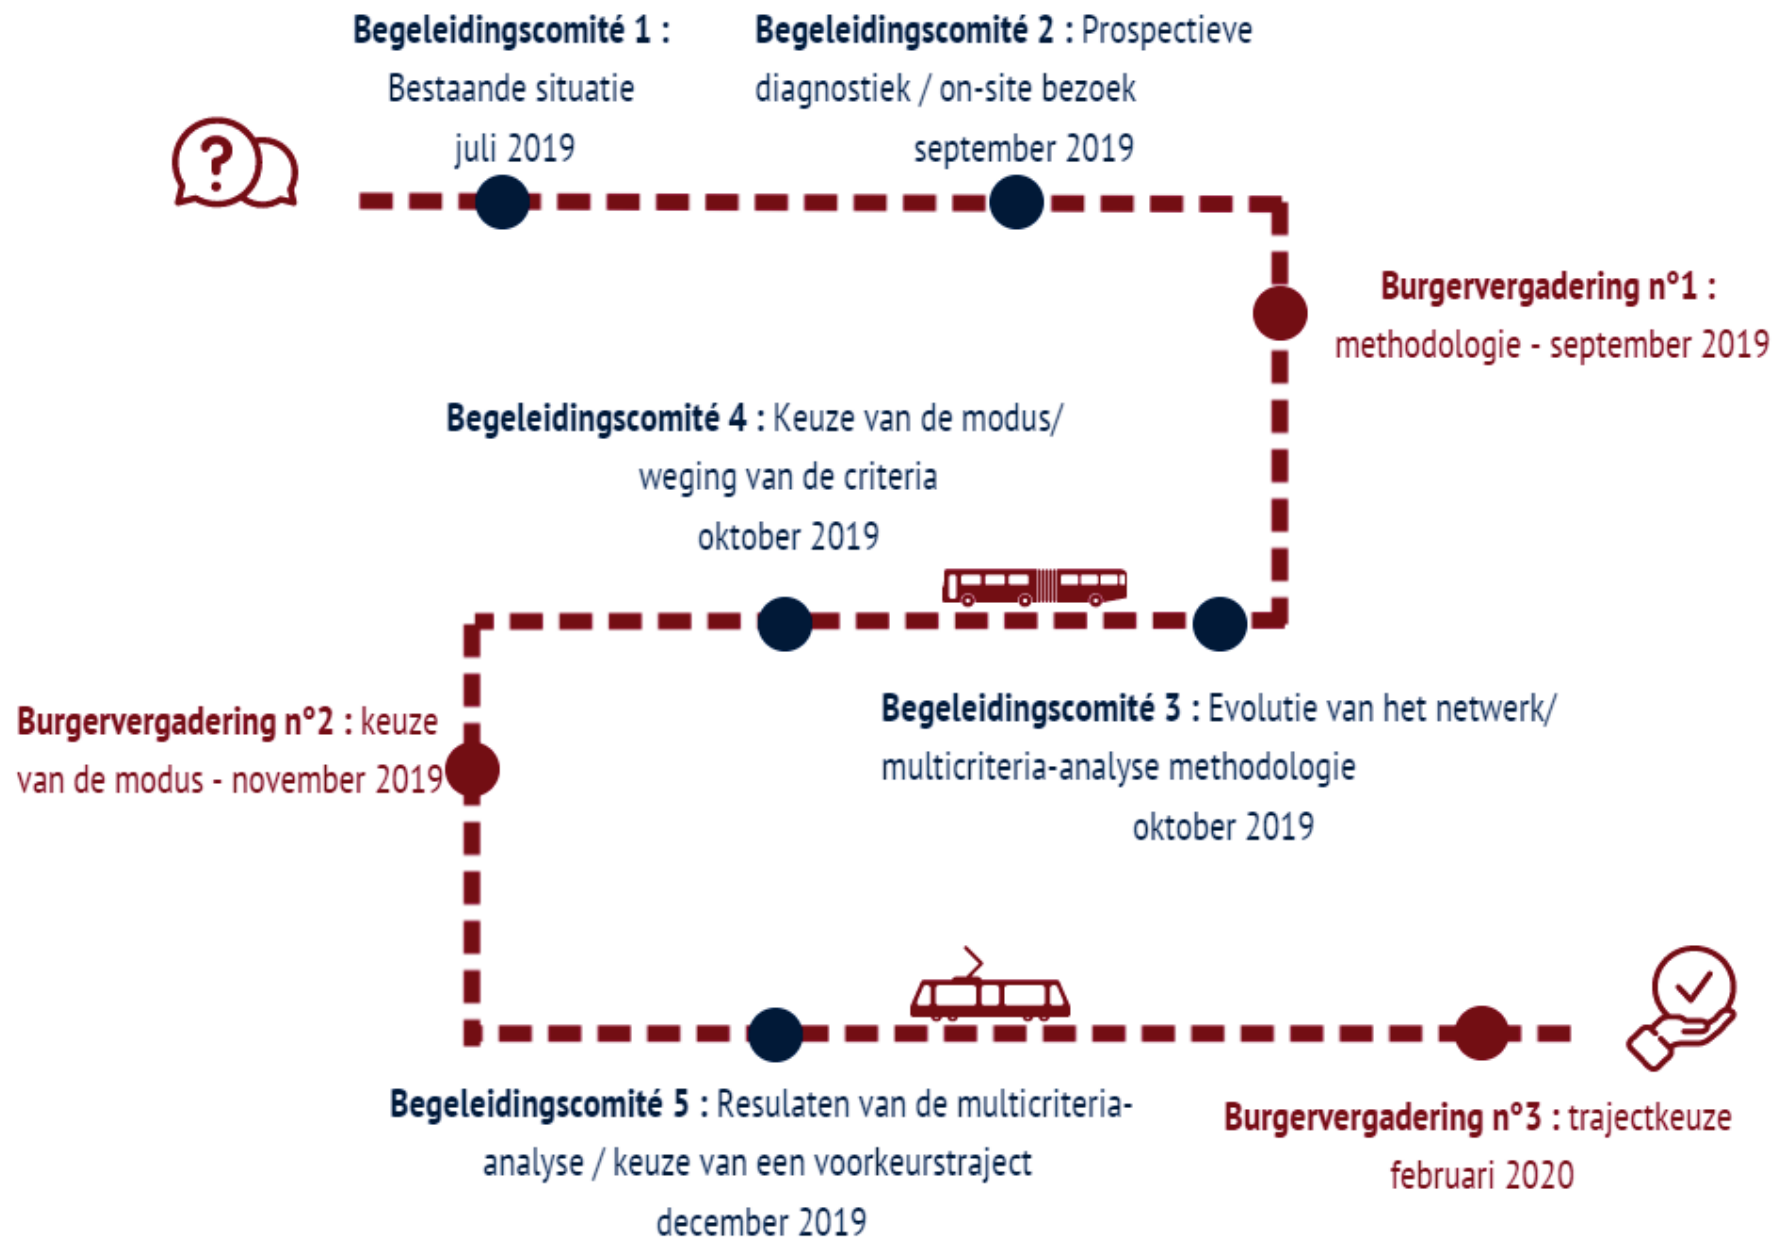 Begeleidingscomité 1 :
Bestaande situatie
juli 2019
Begeleidingscomité 2 : Prospectieve
diagnostiek / on-site bezoek
september 2019
Burgervergadering n°1 :
methodologie - september 2019
Begeleidingscomité 4 : Keuze van de modus/
weging van de criteria
oktober 2019
Begeleidingscomité 3 : Evolutie van het netwerk/
multicriteria-analyse methodologie
oktober 2019
Burgervergadering n°2 : keuze
van de modus - november 2019
Begeleidingscomité 5 : Resulaten van de multicriteria-
analyse / keuze van een voorkeurstraject
december 2019
Burgervergadering n°3 : trajectkeuze
februari 2020